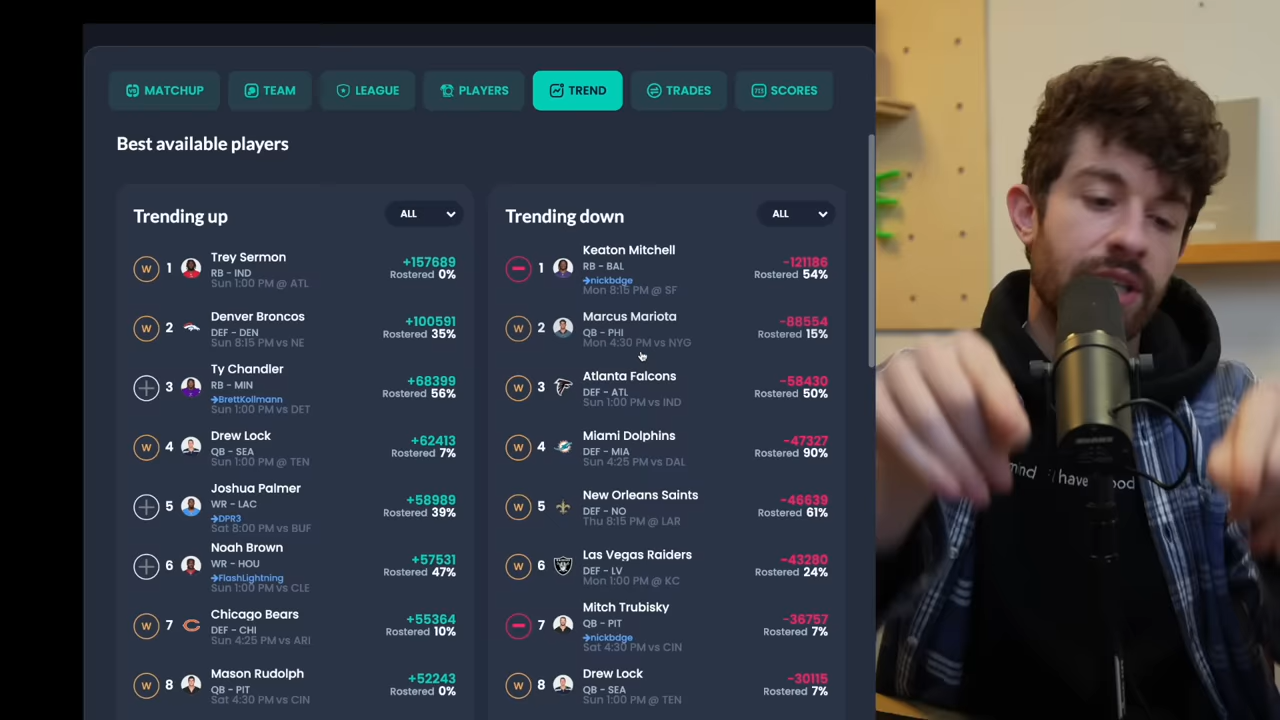 MATCHUP
TEAM
LEAGUE
PLAYERS
TREND
TRADES
SCORES
Best available players
Trending up
ALL
W
1
Trey Sermon
RB - IND
Sun 1:00 PM @ ATL
+157689
Rostered 0%
W
2
Denver Broncos
DEF - DEN
Sun 8:15 PM vs NE
+100591
Rostered 35%
3
Ty Chandler
RB - MIN
BrettKollmann
Sun 1:00 PM vs DET
+68399
Rostered 56%
W
4
Drew Lock
QB - SEA
Sun 1:00 PM @ TEN
+62413
Rostered 7%
5
Joshua Palmer
WR - LAC
DPR3
Sat 8:00 PM vs BUF
+58989
Rostered 39%
6
Noah Brown
WR - HOU
FlashLightning
Sun 1:00 PM vs CLE
+57531
Rostered 47%
W
7
Chicago Bears
DEF - CHI
Sun 4:25 PM vs ARI
+55364
Rostered 10%
W
8
Mason Rudolph
QB - PIT
Sat 4:30 PM vs CIN
+52243
Rostered 0%
Trending down
ALL
1
Keaton Mitchell
RB - BAL
nickbdge
Mon 8:15 PM @ SF
-121186
Rostered 54%
W
2
Marcus Mariota
QB - PHI
Mon 4:30 PM vs NYG
-88554
Rostered 15%
W
3
Atlanta Falcons
DEF - ATL
Sun 1:00 PM vs IND
-58430
Rostered 50%
W
4
Miami Dolphins
DEF - MIA
Sun 4:25 PM vs DAL
-47327
Rostered 90%
W
5
New Orleans Saints
DEF - NO
Thu 8:15 PM @ LAR
-46639
Rostered 61%
W
6
Las Vegas Raiders
DEF - LV
Mon 1:00 PM @ KC
-43280
Rostered 24%
7
Mitch Trubisky
QB - PIT
nickbdge
Sat 4:30 PM vs CIN
-36757
Rostered 7%
W
8
Drew Lock
QB - SEA
Sun 1:00 PM @ TEN
-30115
Rostered 7%
have